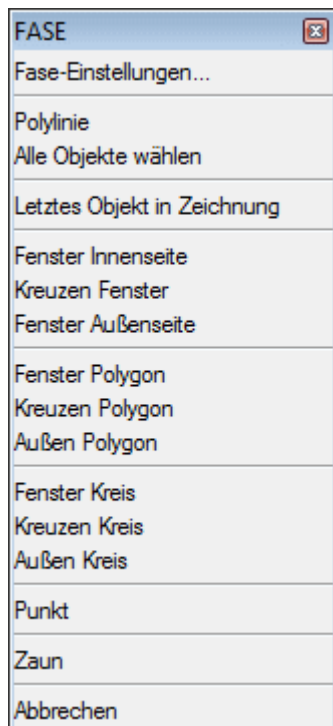 FASE
Fase-Einstellungen...
Polylinie
Alle Objekte wählen
Letztes Objekt in Zeichnung
Fenster Innenseite
Kreuzen Fenster
Fenster Außenseite
Fenster Polygon
Kreuzen Polygon
Außen Polygon
Fenster Kreis
Kreuzen Kreis
Außen Kreis
Punkt
Zaun
Abbrechen